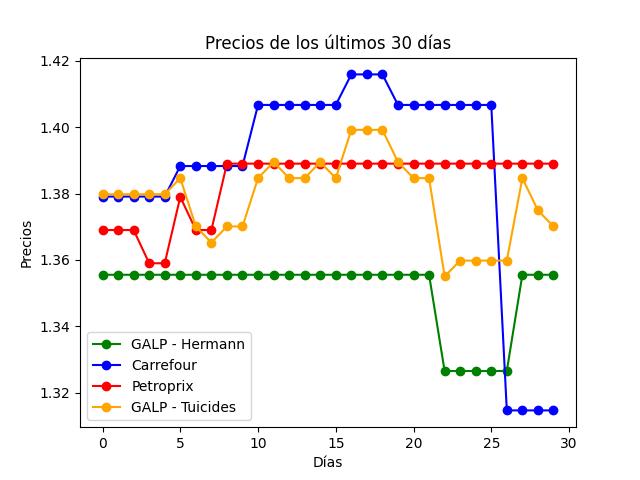 Precios de los últimos 30 días
1.42
1.40
1.38
1.36
1.34
1.32
Precios
GALP - Hermann
Carrefour
Petroprix
GALP - Tuicides
0 5 10 15 20 25 30
Días